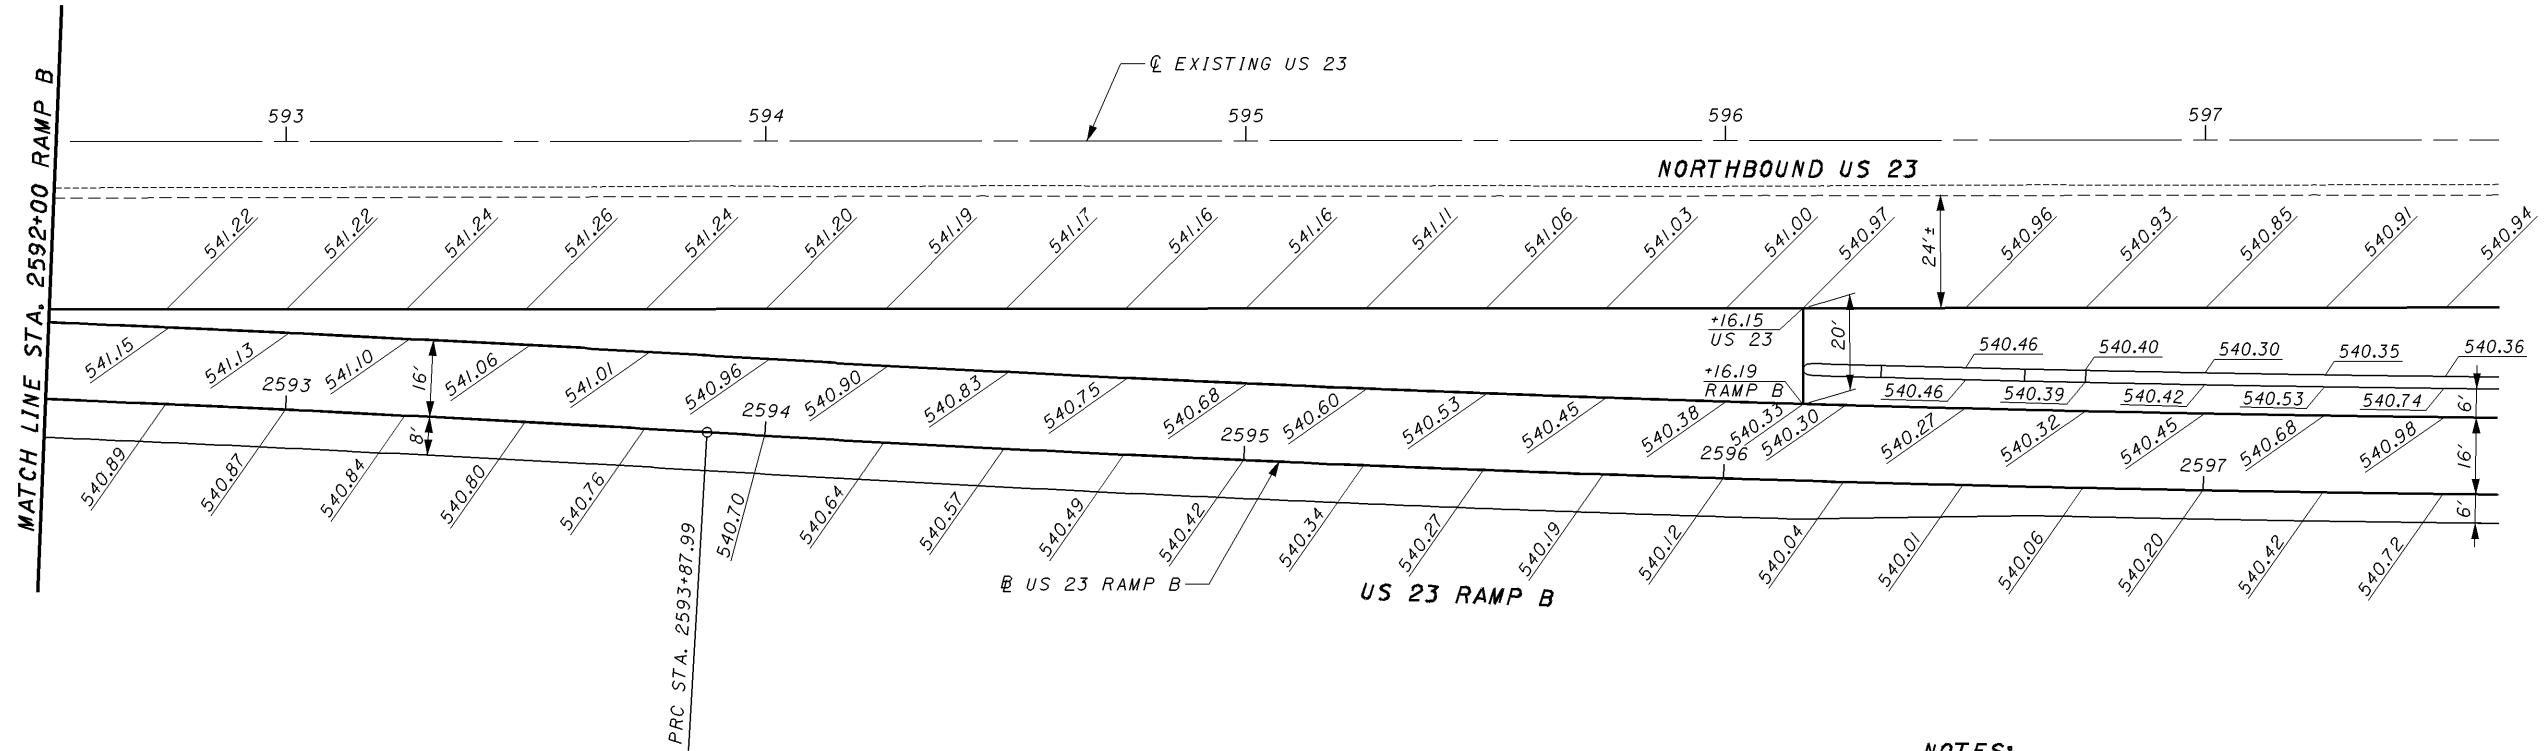 MATCH LINE STA. 2592+00 RAMP B
℄ EXISTING US 23
593 594 595 596 597
NORTHBOUND US 23
541.22 541.22 541.24 541.26 541.24 541.20 541.19 541.17 541.16 541.16 541.11 541.06 541.03 541.00 540.97 540.96 540.93 540.85 540.91 540.94
24'±
+16.15
US 23
20'
+16.19
RAMP B
540.46 540.40 540.30 540.35 540.36
540.46 540.39 540.42 540.53 540.74
6'
541.15 541.13 541.10 541.06 541.01 540.96 540.90 540.83 540.75 540.68 540.60 540.53 540.45 540.38 540.33 540.30 540.27 540.32 540.45 540.68 540.98
16'
16'
2593 2594 2595 2596 2597
8'
6'
540.89 540.87 540.84 540.80 540.76 540.70 540.64 540.57 540.49 540.42 540.34 540.27 540.19 540.12 540.04 540.01 540.06 540.20 540.42 540.72
PRC STA. 2593+87.99
B̵L US 23 RAMP B
US 23 RAMP B
NOTES: